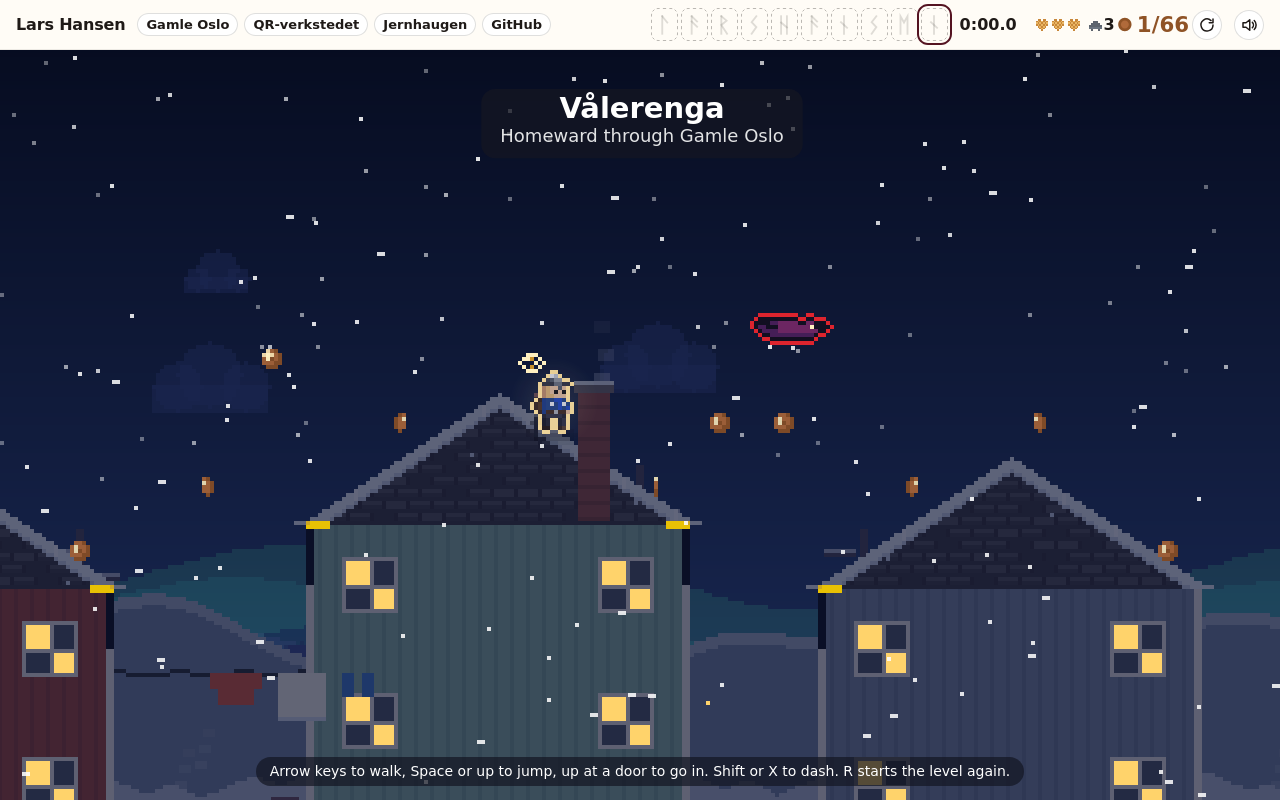 Lars Hansen
Gamle Oslo
QR-verkstedet
Jernhaugen
GitHub
ᛚ ᚨ ᚱ ᛊ ᚺ ᚨ ᚾ ᛊ ᛖ ᚾ
0:00.0
3
1/66
Vålerenga
Homeward through Gamle Oslo
Arrow keys to walk, Space or up to jump, up at a door to go in. Shift or X to dash. R starts the level again.